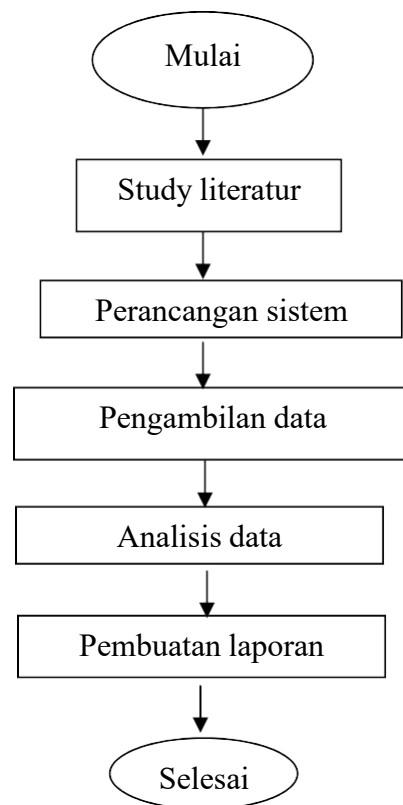 Mulai
Study literatur
Perancangan sistem
Pengambilan data
Analisis data
Pembuatan laporan
Selesai